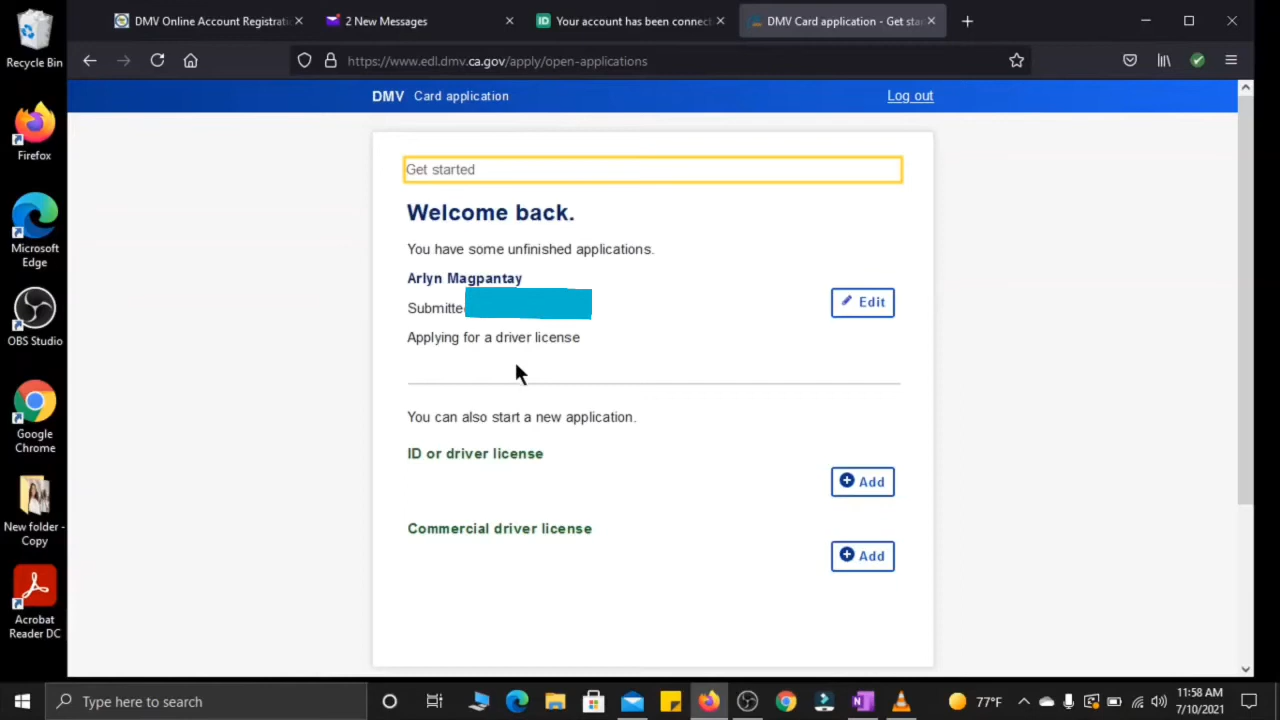 Recycle Bin
Firefox
Microsoft
Edge
OBS Studio
Google
Chrome
New folder -
Copy
Acrobat
Reader DC
DMV Online Account Registrati
2 New Messages
Your account has been connec
DMV Card application - Get sta
https://www.edl.dmv.ca.gov/apply/open-applications
DMV Card application
Log out
Get started
Welcome back.
You have some unfinished applications.
Arlyn Magpantay
Submitte
Edit
Applying for a driver license
You can also start a new application.
ID or driver license
Add
Commercial driver license
Add
Type here to search
77°F
11:58 AM
7/10/2021